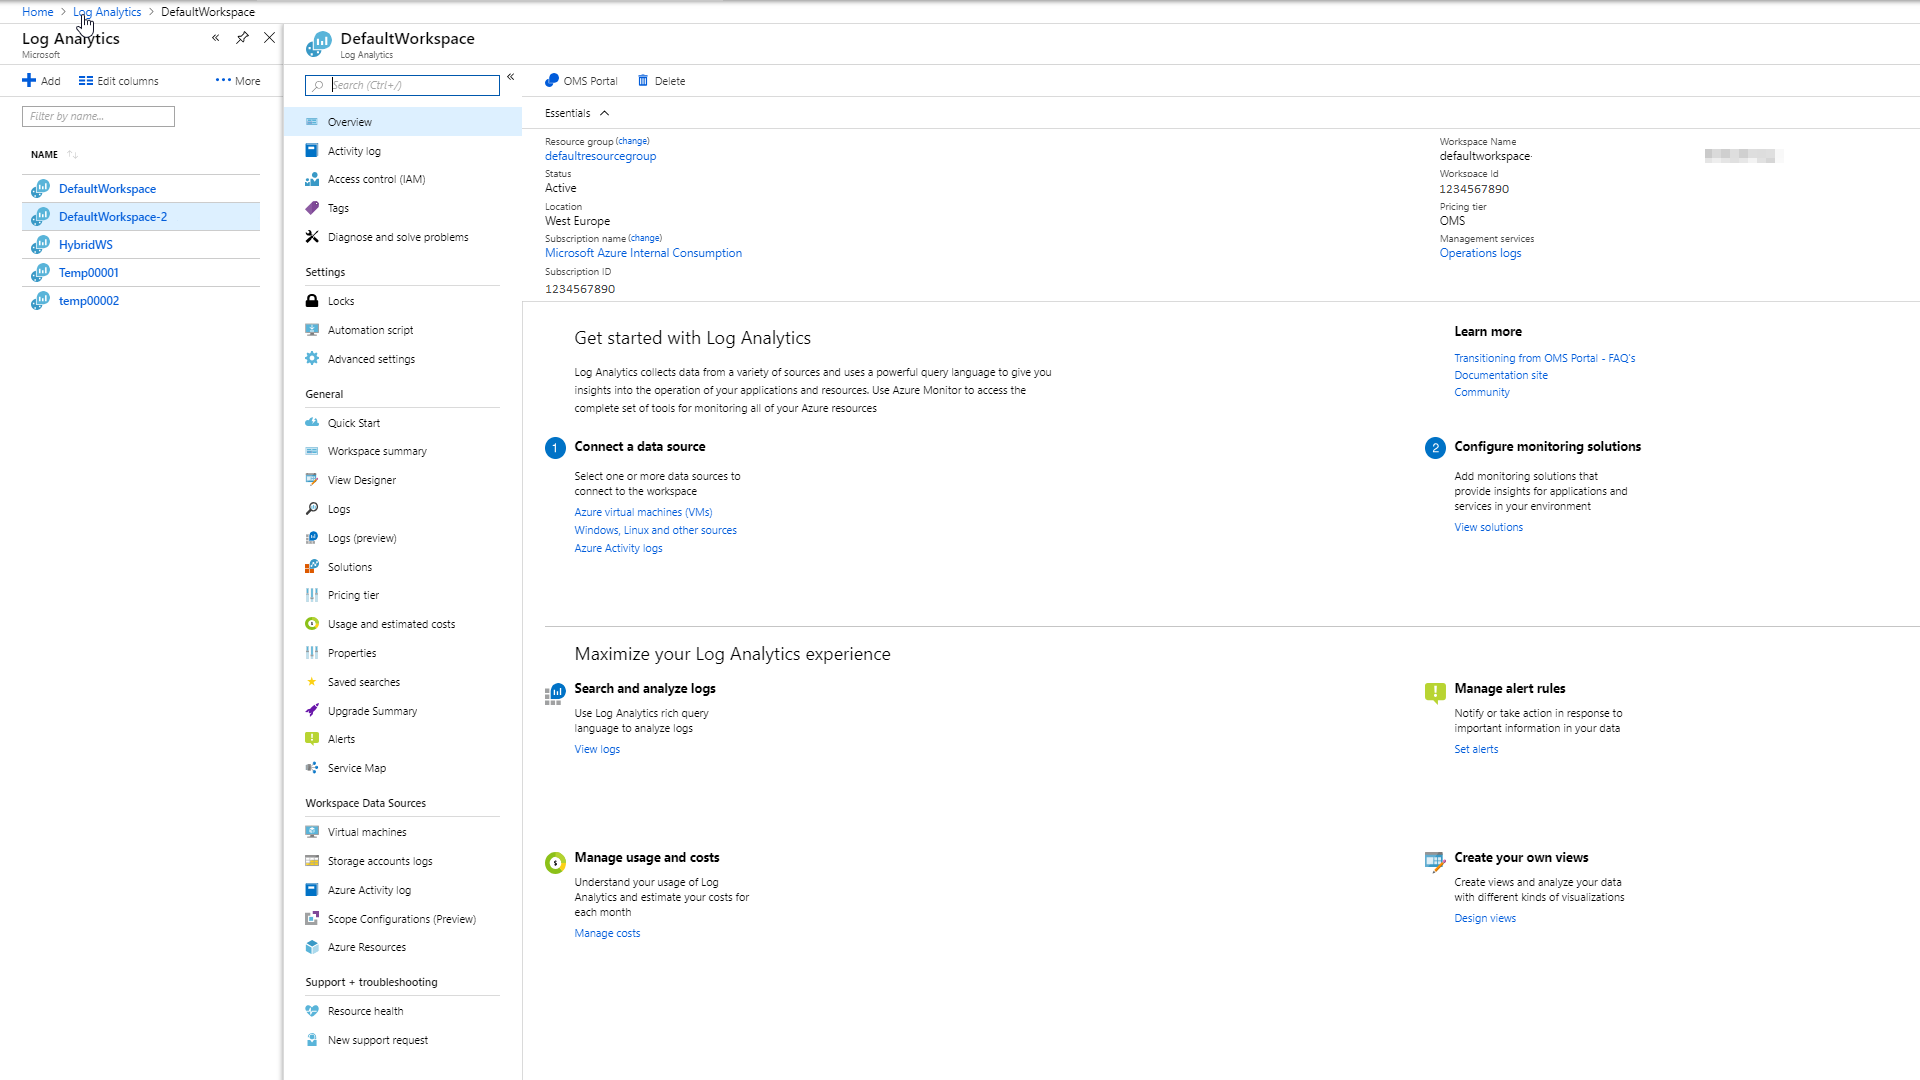 Home > Log Analytics > DefaultWorkspace
Log Analytics
Microsoft
Add
Edit columns
More
Filter by name...
NAME
DefaultWorkspace
DefaultWorkspace-2
HybridWS
Temp00001
temp00002
DefaultWorkspace
Log Analytics
Search (Ctrl+/)
Overview
Activity log
Access control (IAM)
Tags
Diagnose and solve problems
Settings
Locks
Automation script
Advanced settings
General
Quick Start
Workspace summary
View Designer
Logs
Logs (preview)
Solutions
Pricing tier
Usage and estimated costs
Properties
Saved searches
Upgrade Summary
Alerts
Service Map
Workspace Data Sources
Virtual machines
Storage accounts logs
Azure Activity log
Scope Configurations (Preview)
Azure Resources
Support + troubleshooting
Resource health
New support request
OMS Portal
Delete
Essentials
Resource group (change)
defaultresourcegroup
Status
Active
Location
West Europe
Subscription name (change)
Microsoft Azure Internal Consumption
Subscription ID
1234567890
Workspace Name
defaultworkspace-
Workspace Id
1234567890
Pricing tier
OMS
Management services
Operations logs
Get started with Log Analytics
Log Analytics collects data from a variety of sources and uses a powerful query language to give you
insights into the operation of your applications and resources. Use Azure Monitor to access the
complete set of tools for monitoring all of your Azure resources
Learn more
Transitioning from OMS Portal - FAQ's
Documentation site
Community
1
Connect a data source
Select one or more data sources to
connect to the workspace
Azure virtual machines (VMs)
Windows, Linux and other sources
Azure Activity logs
2
Configure monitoring solutions
Add monitoring solutions that
provide insights for applications and
services in your environment
View solutions
Maximize your Log Analytics experience
Search and analyze logs
Use Log Analytics rich query
language to analyze logs
View logs
Manage alert rules
Notify or take action in response to
important information in your data
Set alerts
Manage usage and costs
Understand your usage of Log
Analytics and estimate your costs for
each month
Manage costs
Create your own views
Create views and analyze your data
with different kinds of visualizations
Design views